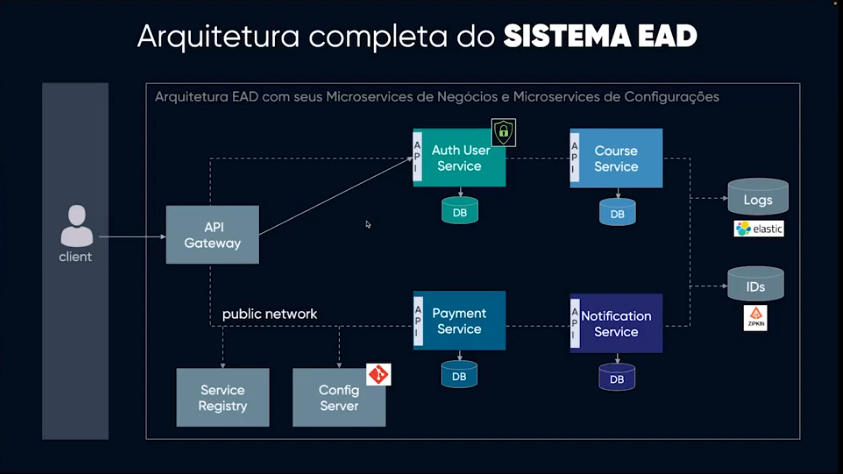 Arquitetura completa do SISTEMA EAD
Arquitetura EAD com seus Microservices de Negócios e Microservices de Configurações
API
Auth User
Service
DB
API
Course
Service
DB
Logs
elastic
API
Gateway
client
IDs
ZIPKIN
public network
API
Payment
Service
DB
API
Notification
Service
DB
Service
Registry
Config
Server